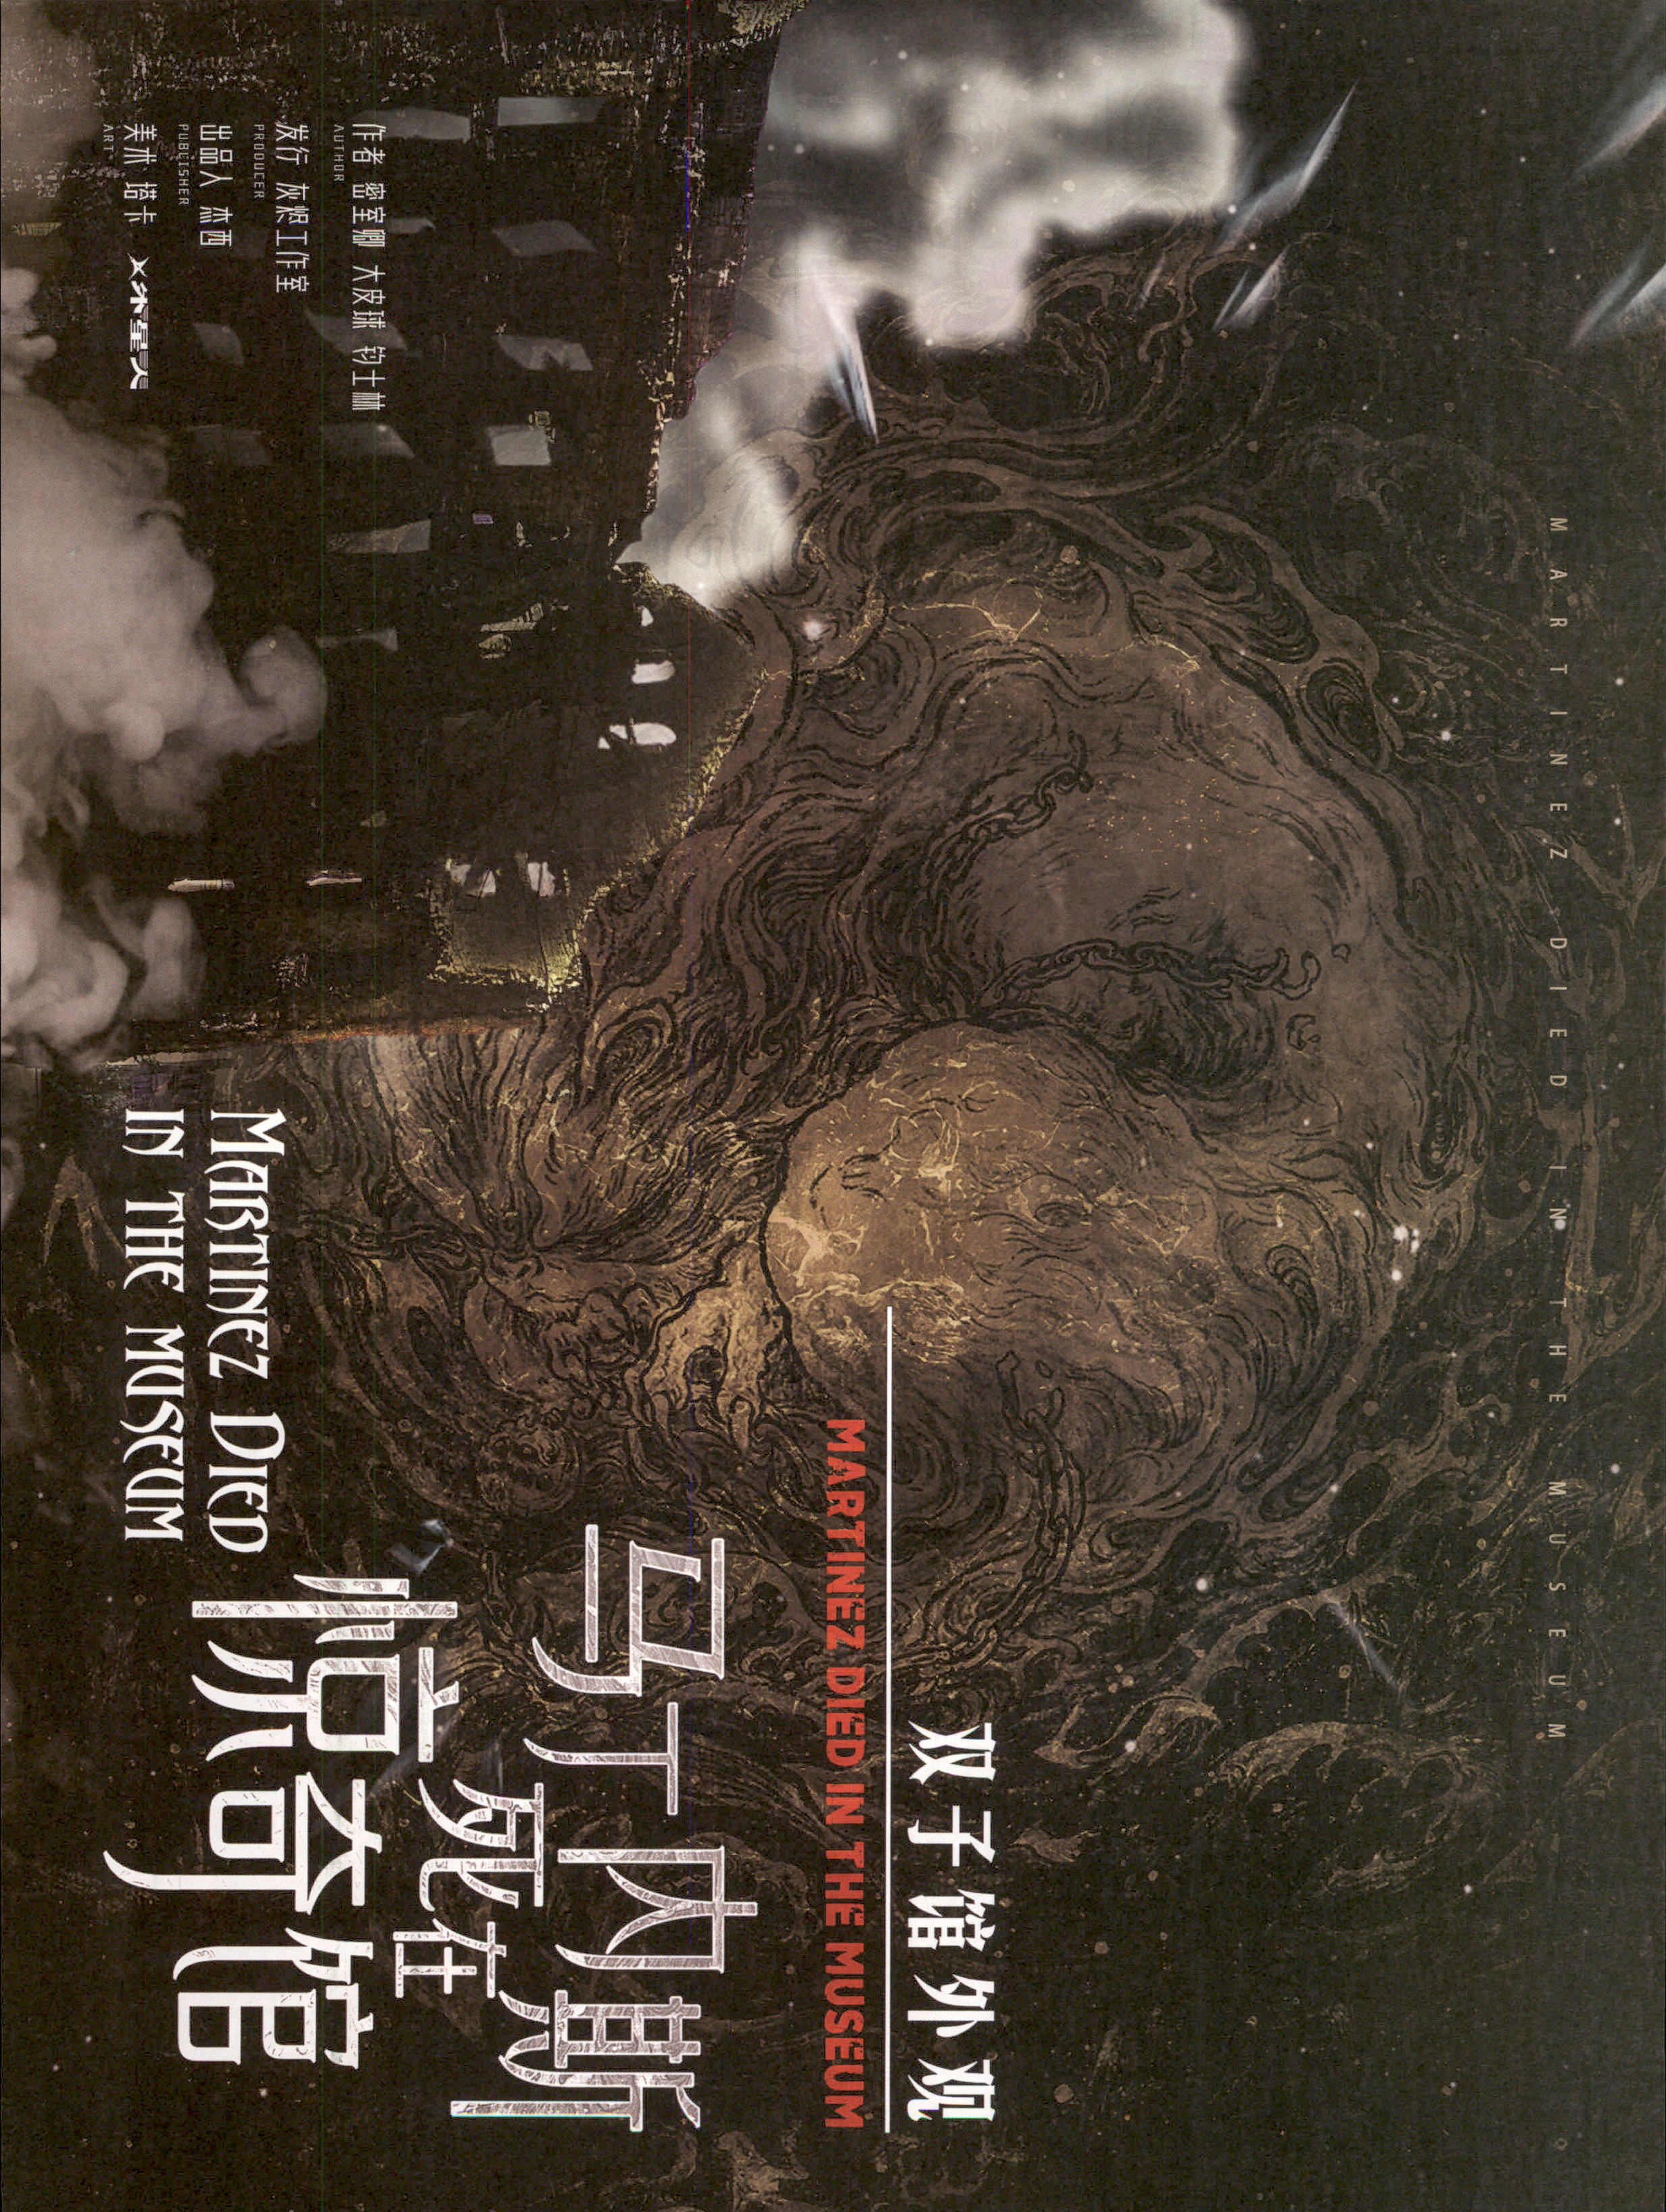 MARTINEZ DIED IN THE MUSEUM
双子馆外观
MARTINEZ DIED IN THE MUSEUM
马丁内斯
死在
惊奇馆
MARTINEZ DIED
IN THE MUSEUM
作者 密室卿 大皮球 钧士林
AUTHOR
发行 灰烬工作室
PRODUCER
出品人 杰西
PUBLISHER
美术 塔卡
ART